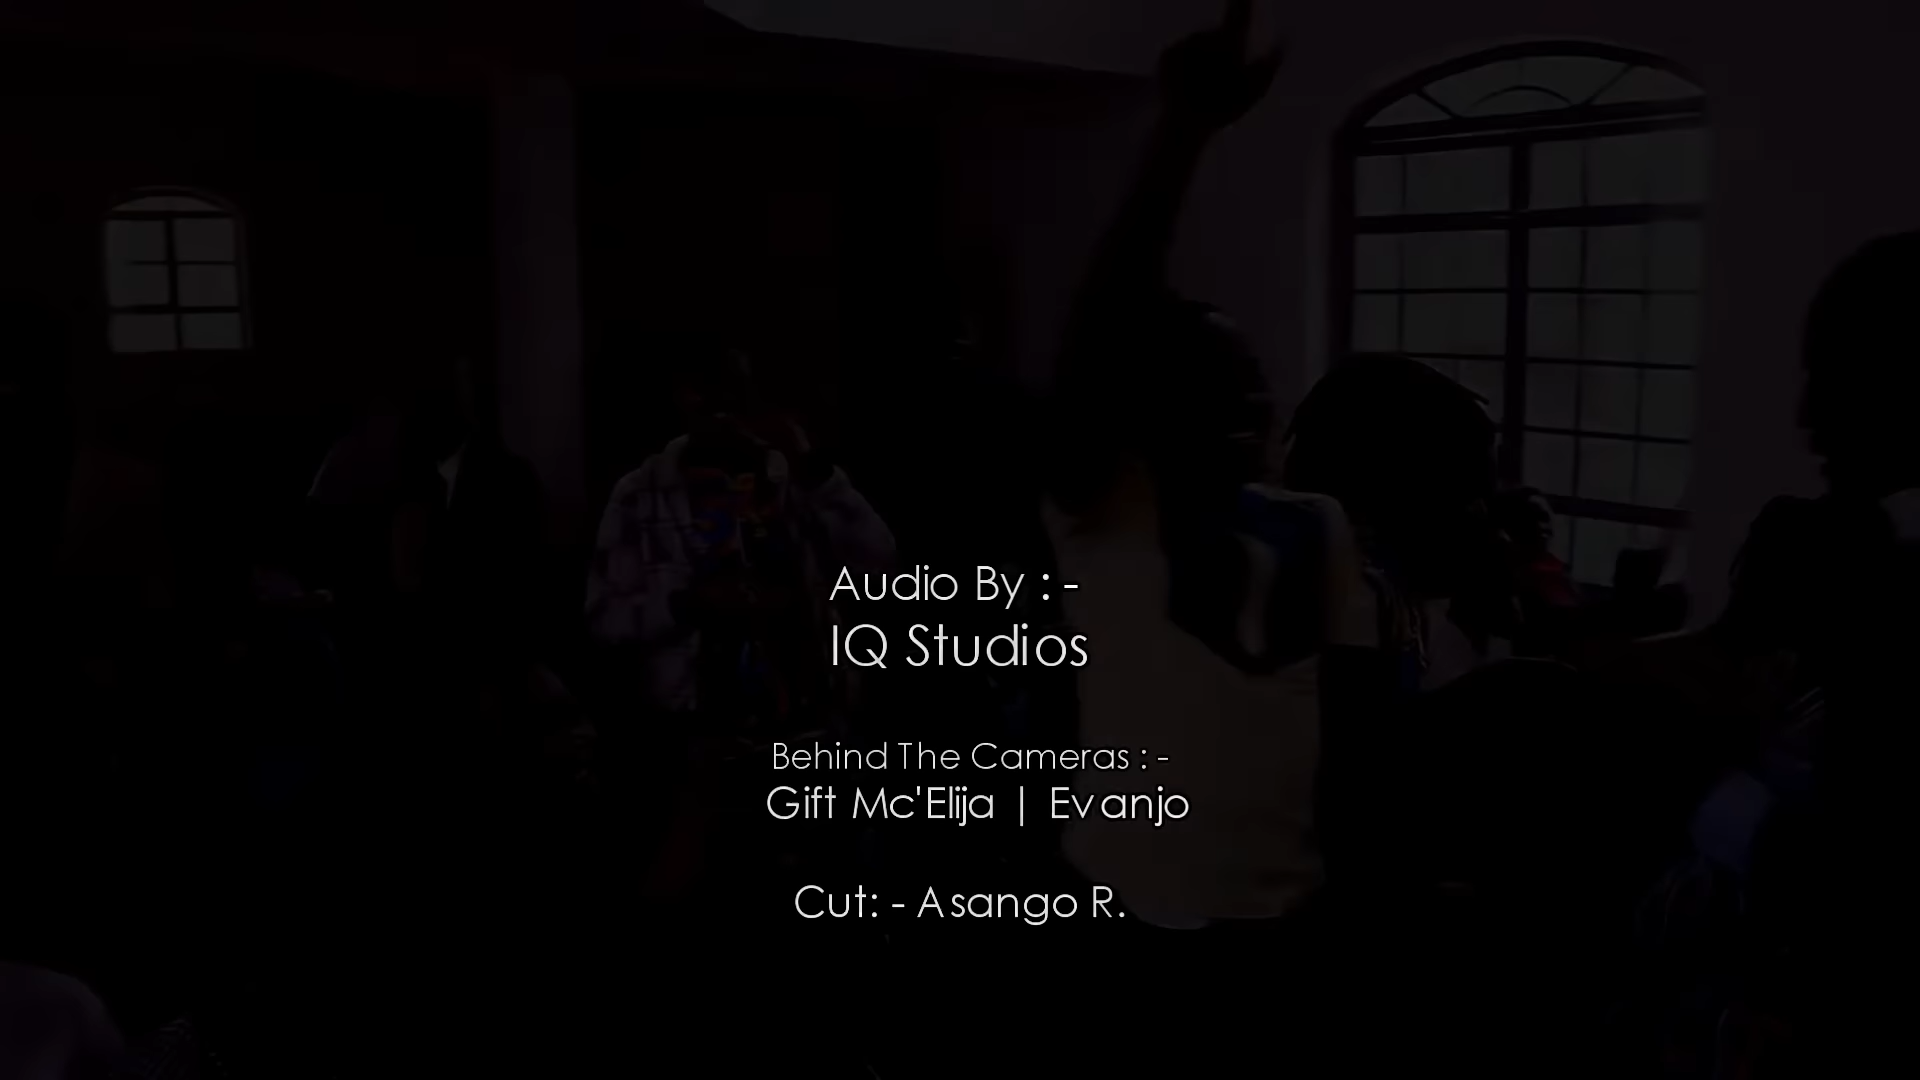 Audio By : -
IQ Studios
Behind The Cameras : -
Gift Mc'Elija | Evanjo
Cut: - Asango R.